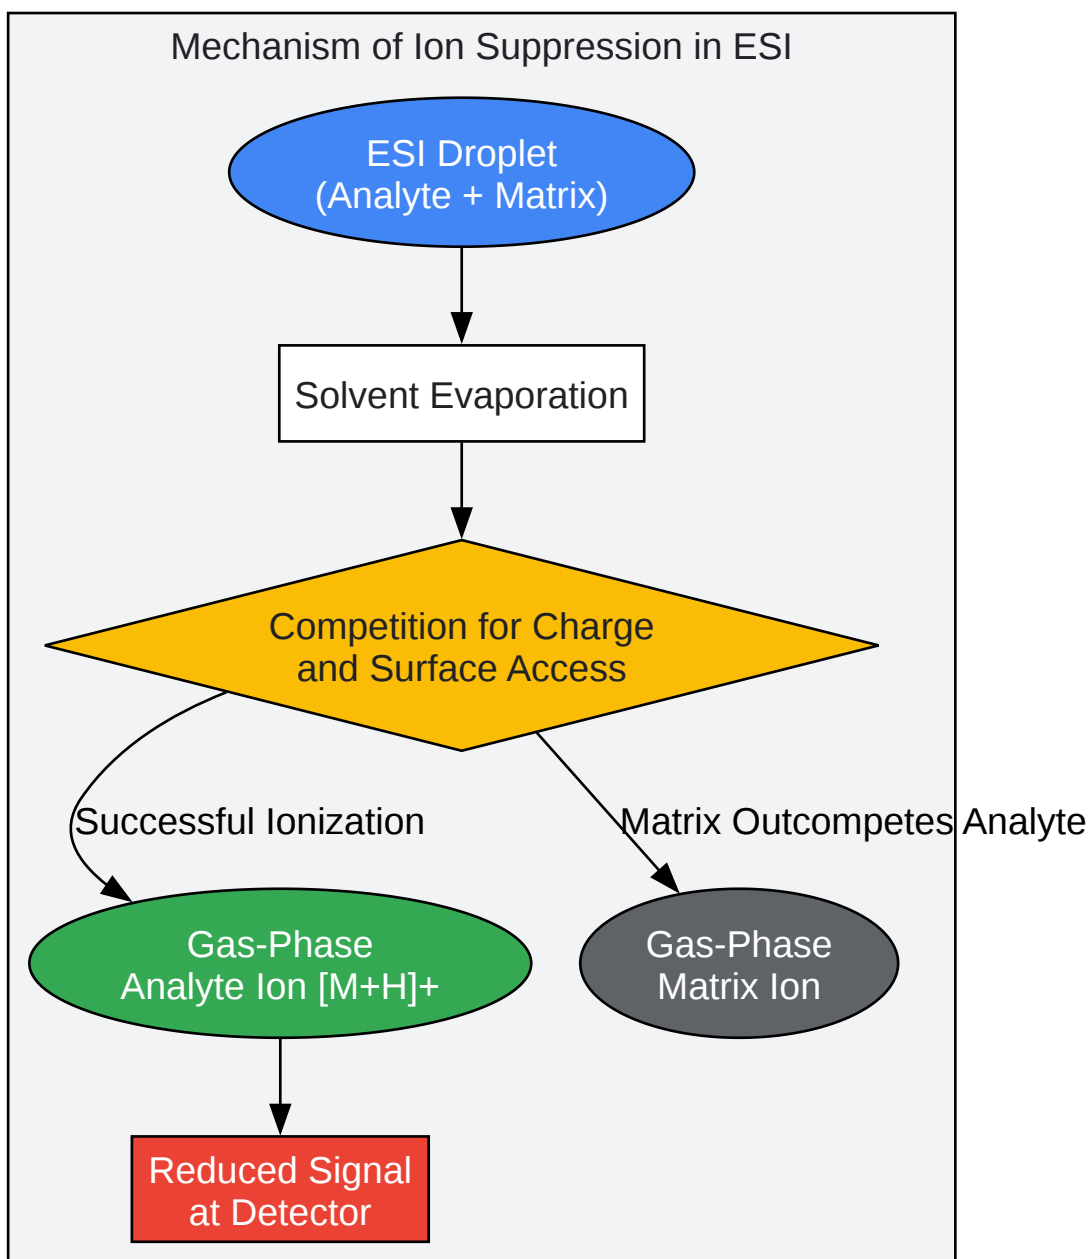 Mechanism of Ion Suppression in ESI
ESI Droplet
(Analyte + Matrix)
Solvent Evaporation
Competition for Charge
and Surface Access
Successful Ionization
Matrix Outcompetes Analyte
Gas-Phase
Analyte Ion [M+H]+
Gas-Phase
Matrix Ion
Reduced Signal
at Detector